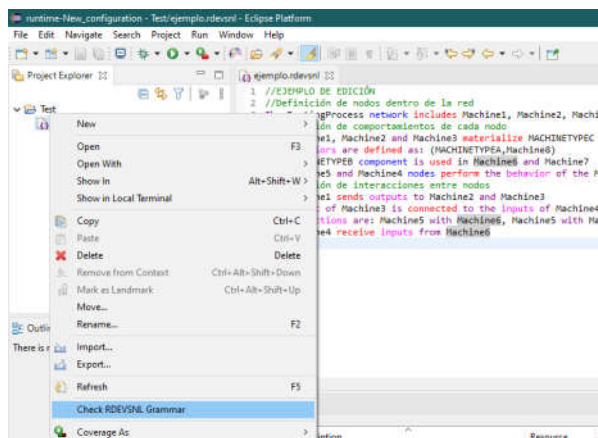 runtime-New_configuration - Test/ejemplo.rdevsnl - Eclipse Platform
File Edit Navigate Search Project Run Window Help
Project Explorer
ejemplo.rdevsnl
Test
1 //EJEMPLO DE EDICIÓN
2 //Definición de nodos dentro de la red
gProcess network includes Machine1, Machine2, Machi
ión de comportamientos de cada nodo
ne1, Machine2 and Machine3 materialize MACHINETYPEC
ors are defined as: (MACHINETYPEA,Machine8)
NETYPEB component is used in Machine6 and Machine7
ne5 and Machine4 nodes perform the behavior of the M
ión de interacciones entre nodos
ne1 sends outputs to Machine2 and Machine3
of Machine3 is connected to the inputs of Machine4
ctions are: Machine5 with Machine6, Machine5 with Ma
ne4 receive inputs from Machine6
New
Open F3
Open With
Show In Alt+Shift+W
Show in Local Terminal
Copy Ctrl+C
Paste Ctrl+V
Delete Delete
Remove from Context Ctrl+Alt+Shift+Down
Mark as Landmark Ctrl+Alt+Shift+Up
Move...
Rename... F2
Import...
Export...
Refresh F5
Check RDEVSNL Grammar
Coverage As
Outli
There is r
ption
Resource